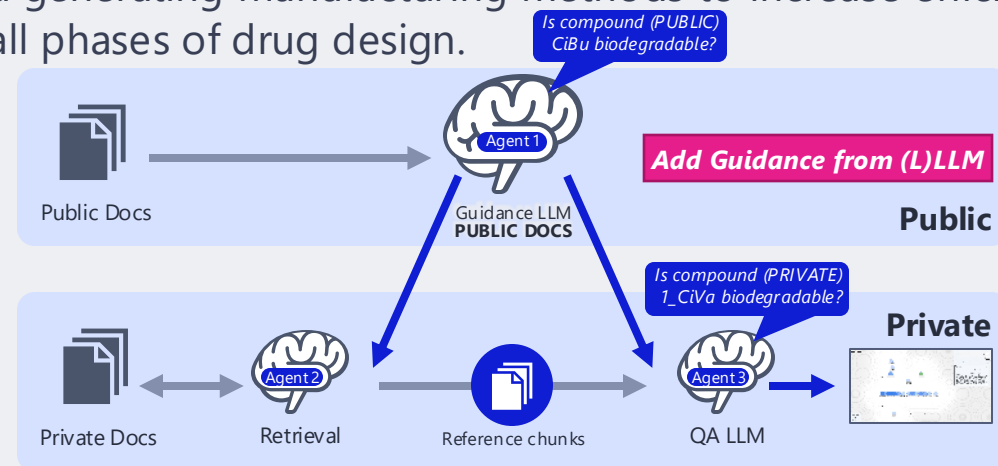 all phases of drug design.
Is compound (PUBLIC)
CiBu biodegradable?
Agent 1
Add Guidance from (L)LLM
Public Docs
Guidance LLM
PUBLIC DOCS
Public
Is compound (PRIVATE)
1_CiVa biodegradable?
Private
Agent 2
Agent 3
Private Docs
Retrieval
Reference chunks
QA LLM